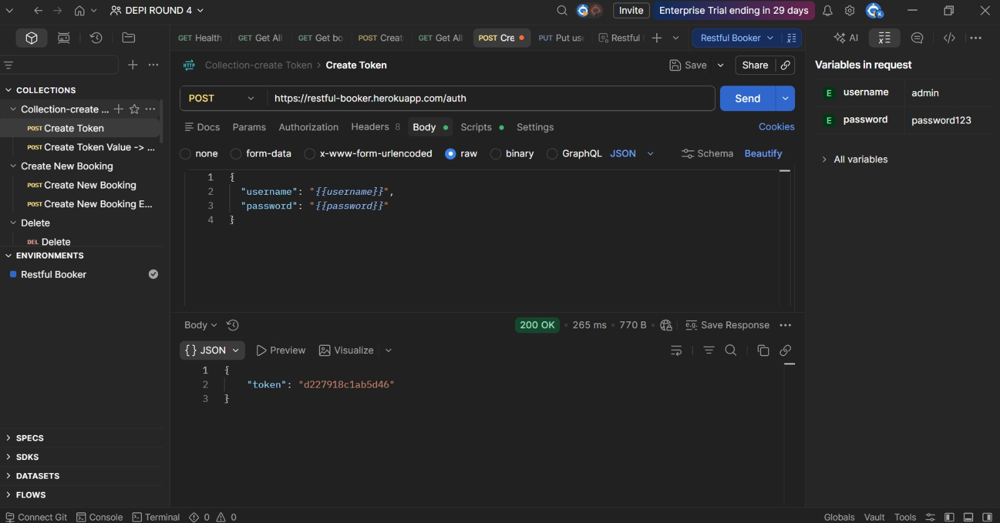 DEPI ROUND 4
Invite
Enterprise Trial ending in 29 days
K
GET Health
GET Get All
GET Get bo
POST Creat
GET Get All
POST Cre
PUT Put us
Restful
Restful Booker
AI
Collection-create Token > Create Token
Save
Share
Variables in request
COLLECTIONS
Collection-create ...
POST Create Token
POST Create Token Value -> ...
Create New Booking
POST Create New Booking
POST Create New Booking E...
Delete
DEL Delete
ENVIRONMENTS
Restful Booker
SPECS
SDKS
DATASETS
FLOWS
HTTP
POST
https://restful-booker.herokuapp.com/auth
Send
E username admin
E password password123
All variables
Docs Params Authorization Headers 8 Body Scripts Settings
Cookies
none form-data x-www-form-urlencoded raw binary GraphQL JSON
Schema Beautify
1 {
2 "username": "{{username}}",
3 "password": "{{password}}"
4 }
Body
200 OK • 265 ms • 770 B
e.g. Save Response
{} JSON Preview Visualize
1 {
2 "token": "d227918c1ab5d46"
3 }
Connect Git Console Terminal 0 0
Globals Vault Tools